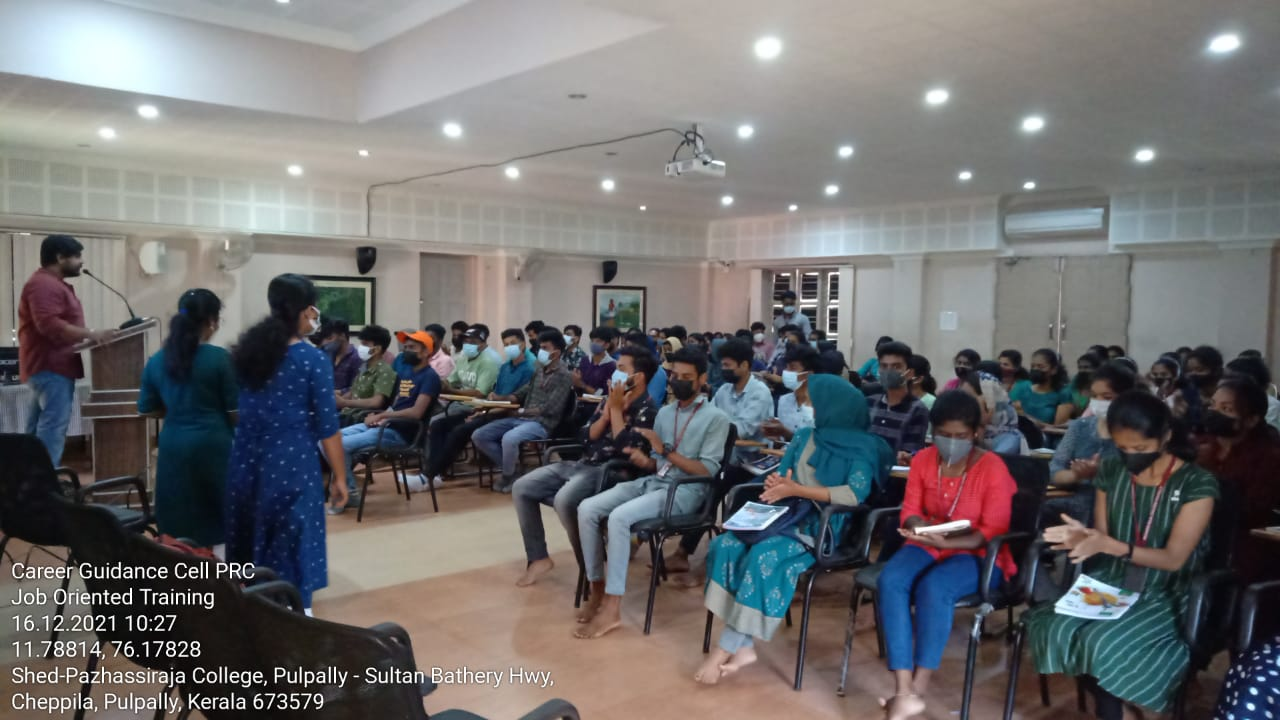 Career Guidance Cell PRC
Job Oriented Training
16.12.2021 10:27
11.78814, 76.17828
Shed-Pazhassiraja College, Pulpally - Sultan Bathery Hwy,
Cheppila, Pulpally, Kerala 673579